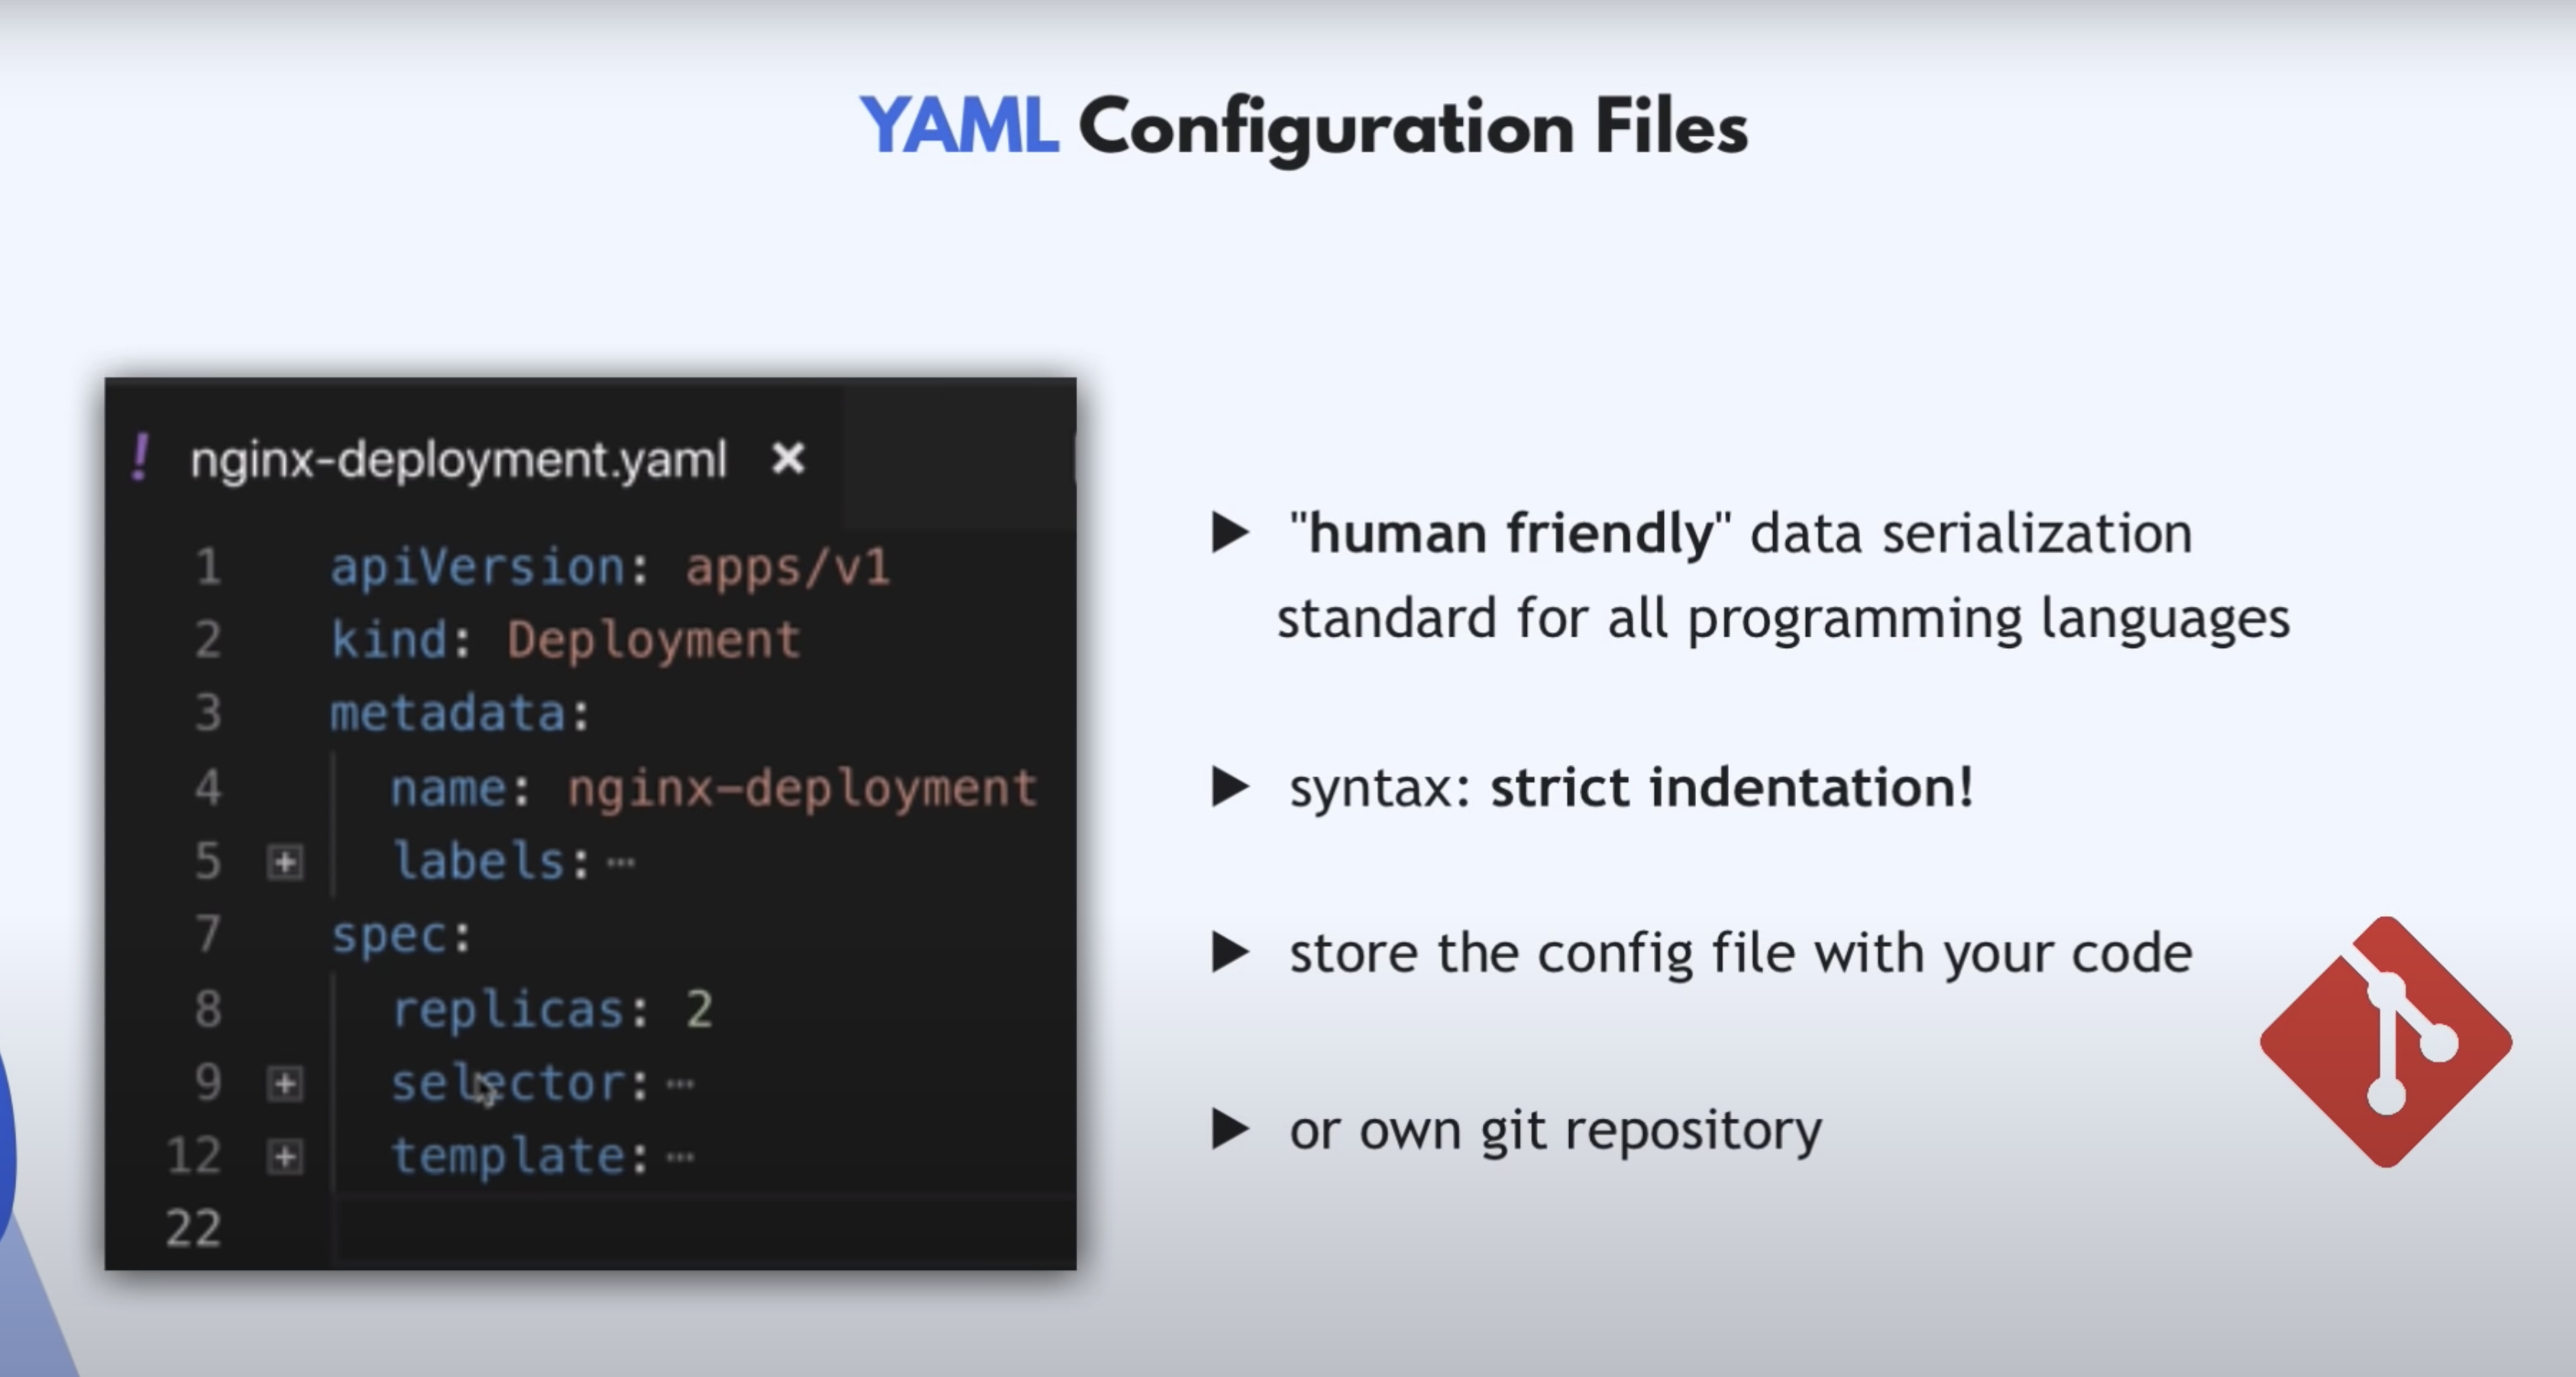 YAML Configuration Files
! nginx-deployment.yaml ×
1 apiVersion: apps/v1
2 kind: Deployment
3 metadata:
4   name: nginx-deployment
5 +   labels:…
7 spec:
8   replicas: 2
9 +   selector:…
12 +   template:…
22
▶ "human friendly" data serialization
standard for all programming languages
▶ syntax: strict indentation!
▶ store the config file with your code
▶ or own git repository